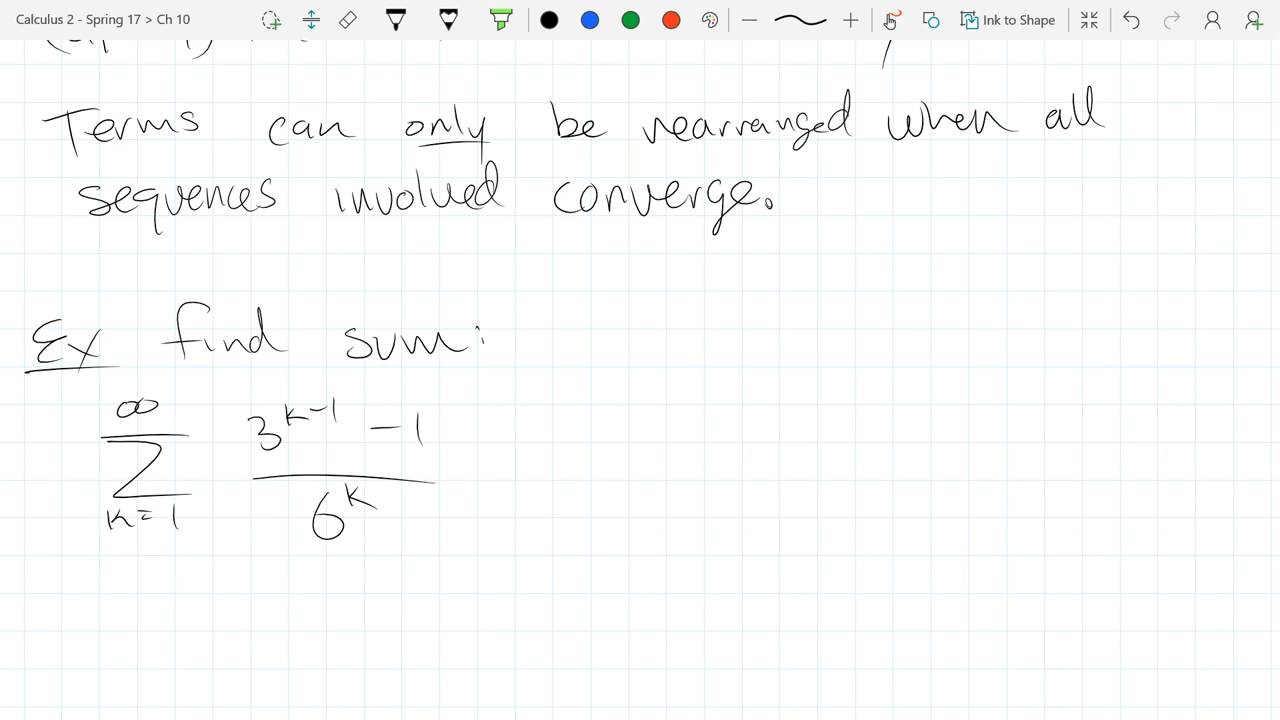 Calculus 2 - Spring 17 > Ch 10
Ink to Shape
Terms can only be rearranged when all
sequences involved converge.
Ex find sum:
∞
∑ (3^(k-1) - 1) / 6^k
k=1